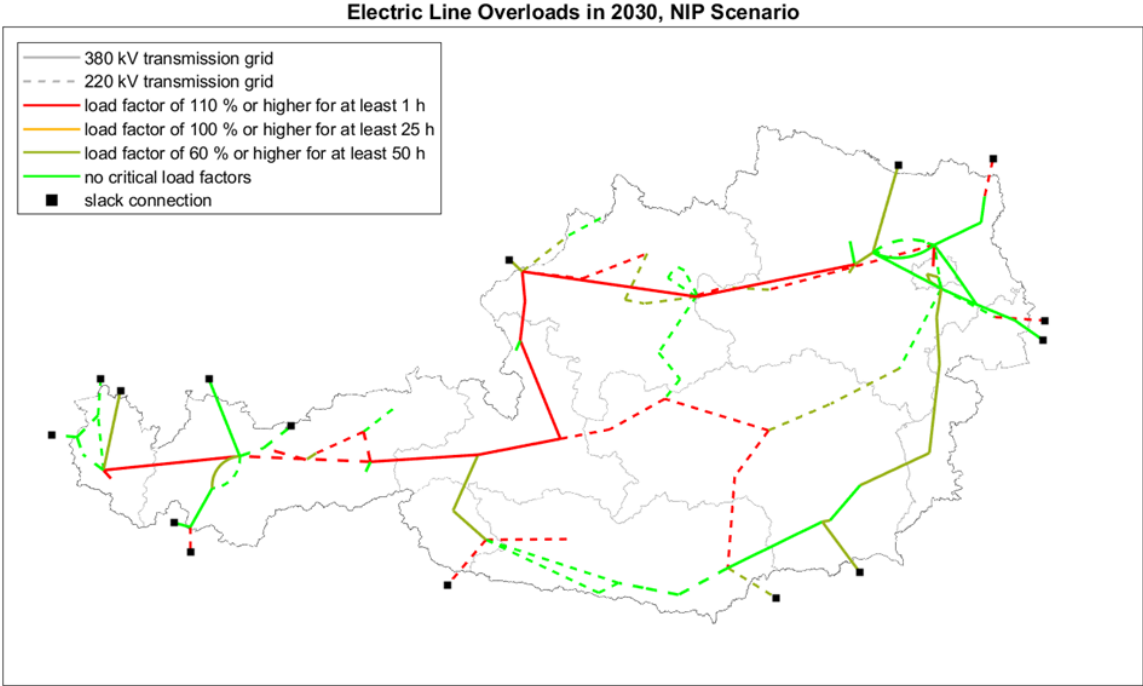 Electric Line Overloads in 2030, NIP Scenario
380 kV transmission grid
220 kV transmission grid
load factor of 110 % or higher for at least 1 h
load factor of 100 % or higher for at least 25 h
load factor of 60 % or higher for at least 50 h
no critical load factors
slack connection